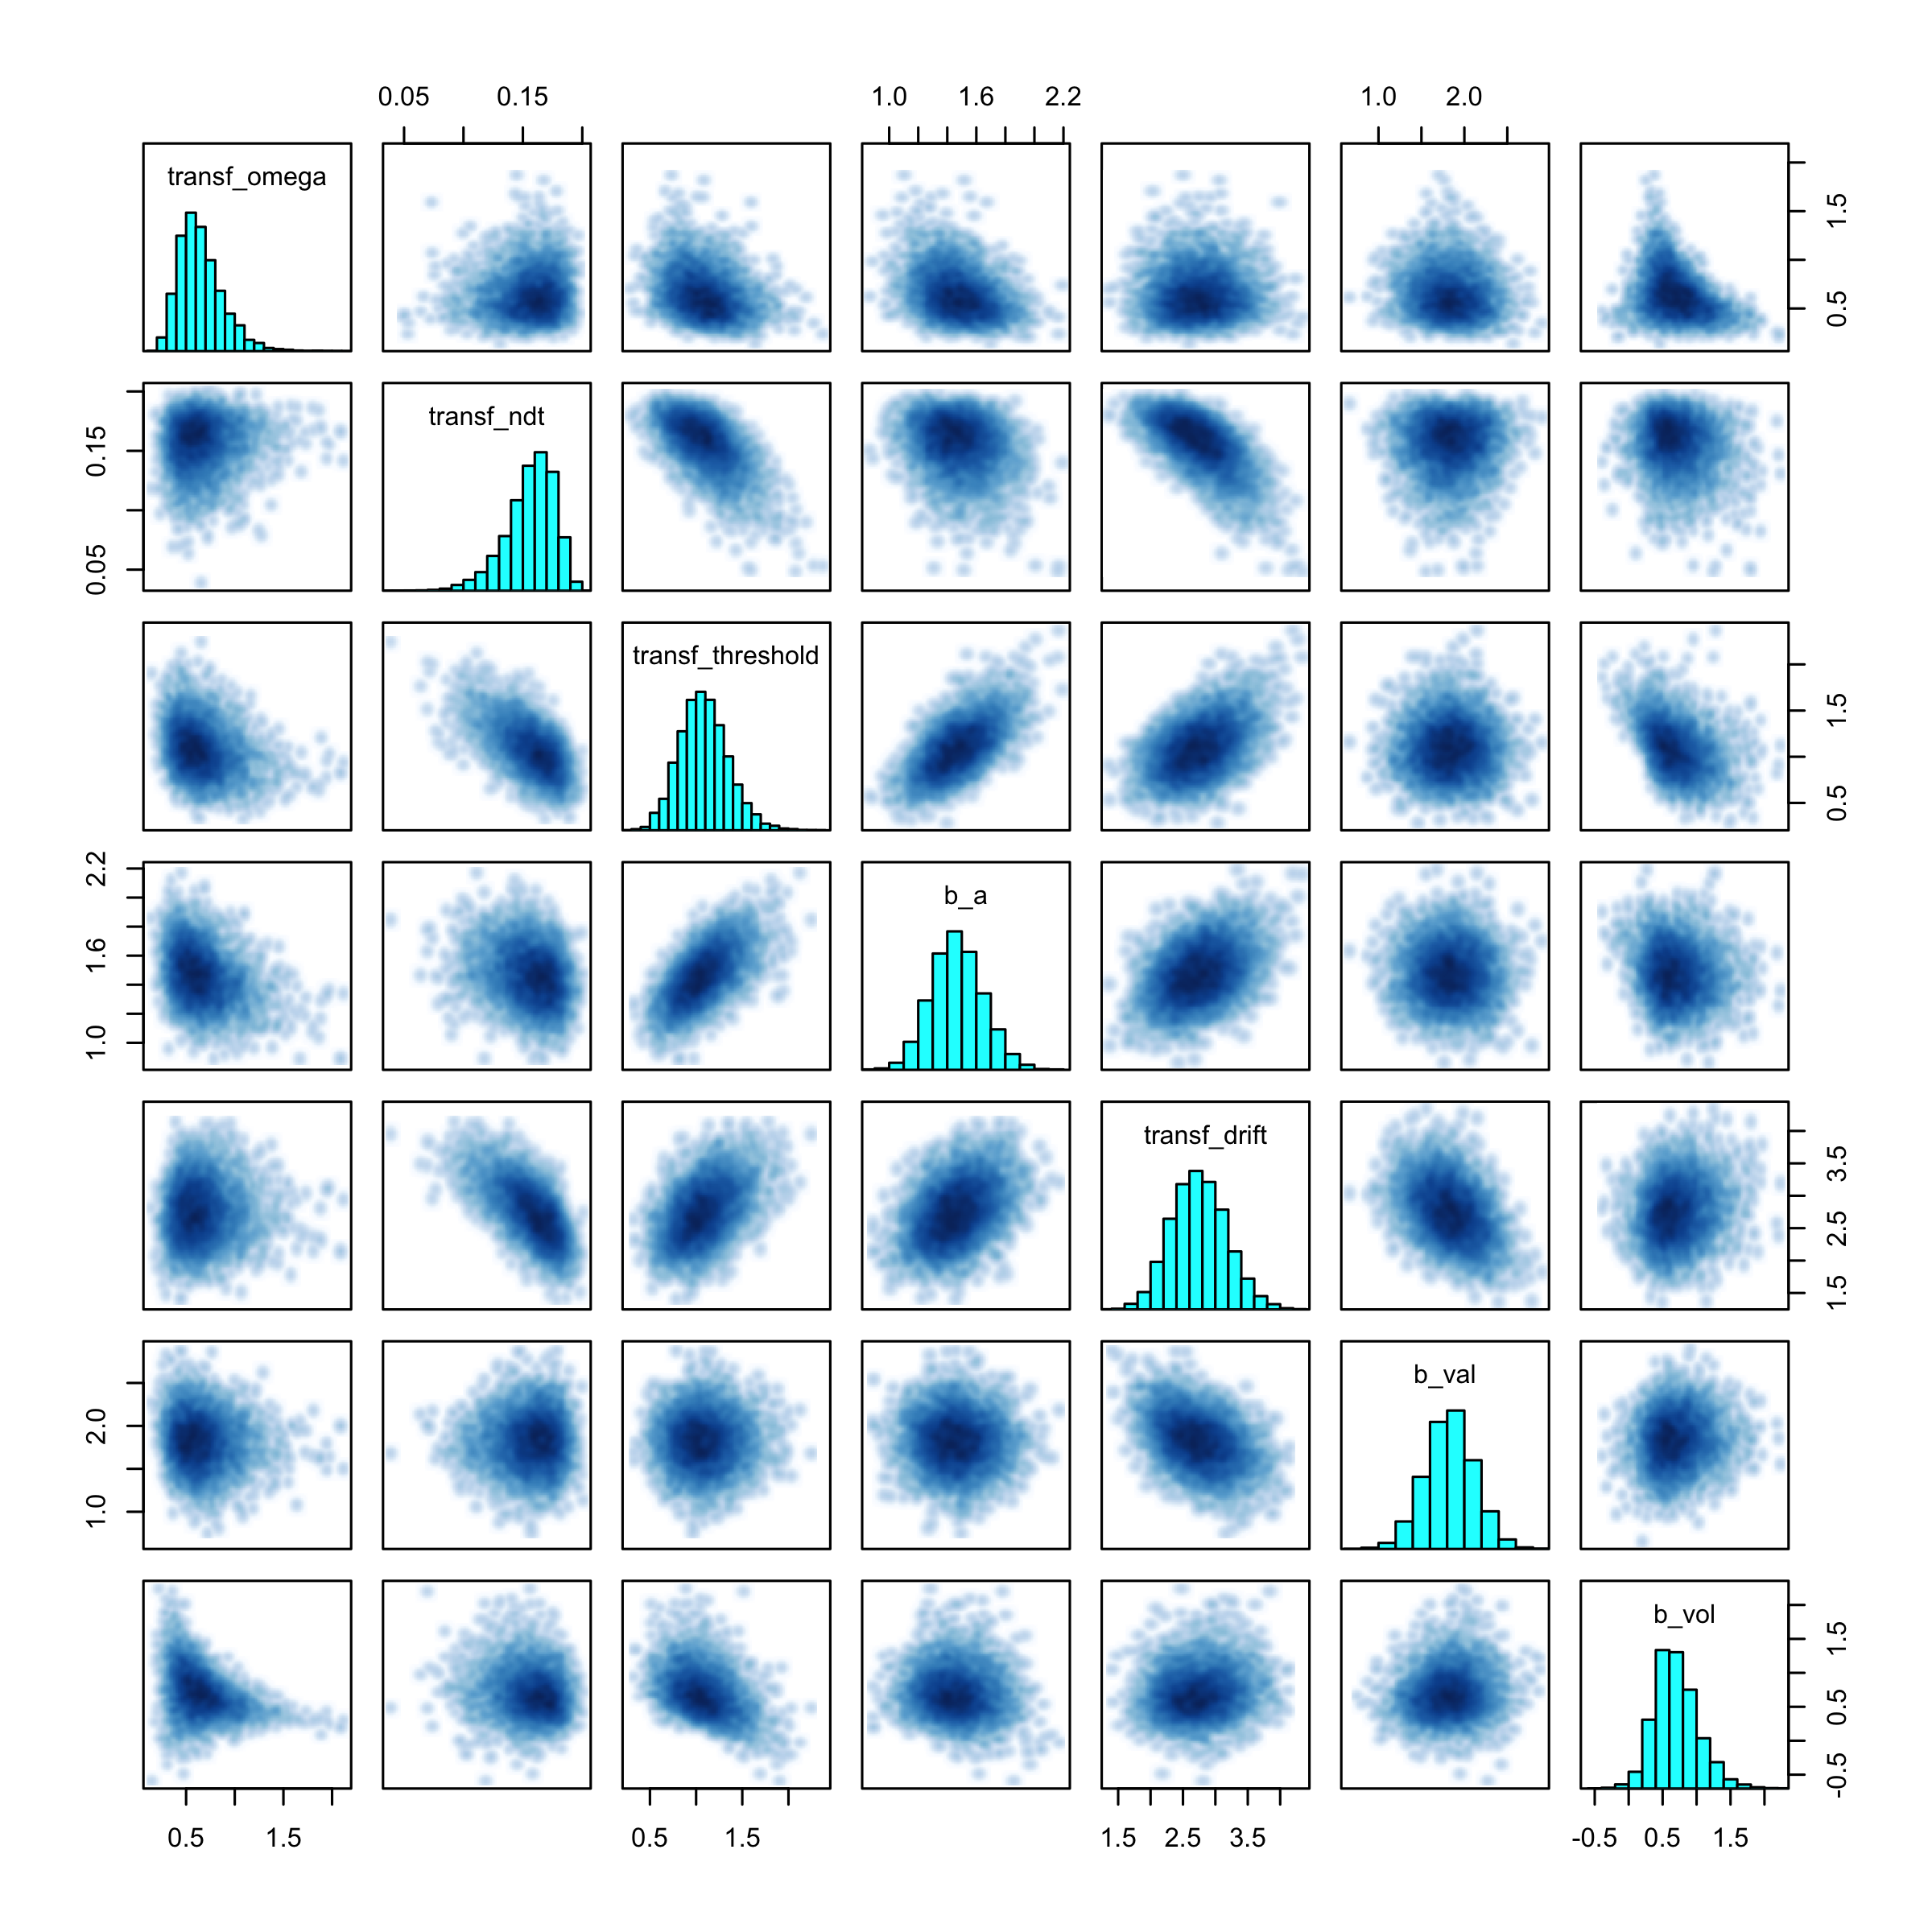 0.05 0.15 1.0 1.6 2.2 1.0 2.0
transf_omega
0.5 1.5
transf_ndt
0.05 0.15
transf_threshold
0.5 1.5
b_a
1.0 1.6 2.2
transf_drift
1.5 2.5 3.5
b_val
1.0 2.0
b_vol
-0.5 0.5 1.5
0.5 1.5 0.5 1.5 1.5 2.5 3.5 -0.5 0.5 1.5